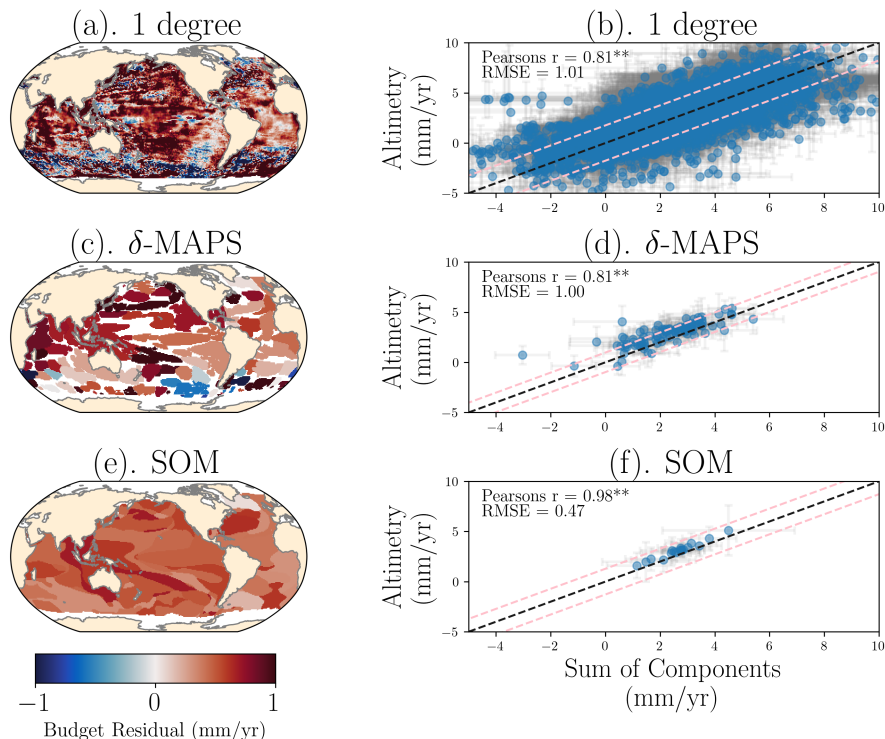 (a). 1 degree
(b). 1 degree
Pearsons r = 0.81**
RMSE = 1.01
Altimetry
(mm/yr)
10
5
0
−5
−4
−2
0
2
4
6
8
10
(c). δ-MAPS
(d). δ-MAPS
Pearsons r = 0.81**
RMSE = 1.00
Altimetry
(mm/yr)
10
5
0
−5
−4
−2
0
2
4
6
8
10
(e). SOM
(f). SOM
Pearsons r = 0.98**
RMSE = 0.47
Altimetry
(mm/yr)
10
5
0
−5
−4
−2
0
2
4
6
8
10
Sum of Components
(mm/yr)
−1
0
1
Budget Residual (mm/yr)